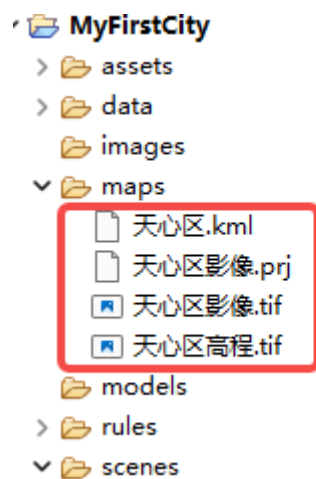 MyFirstCity
assets
data
images
maps
天心区.kml
天心区影像.prj
天心区影像.tif
天心区高程.tif
models
rules
scenes